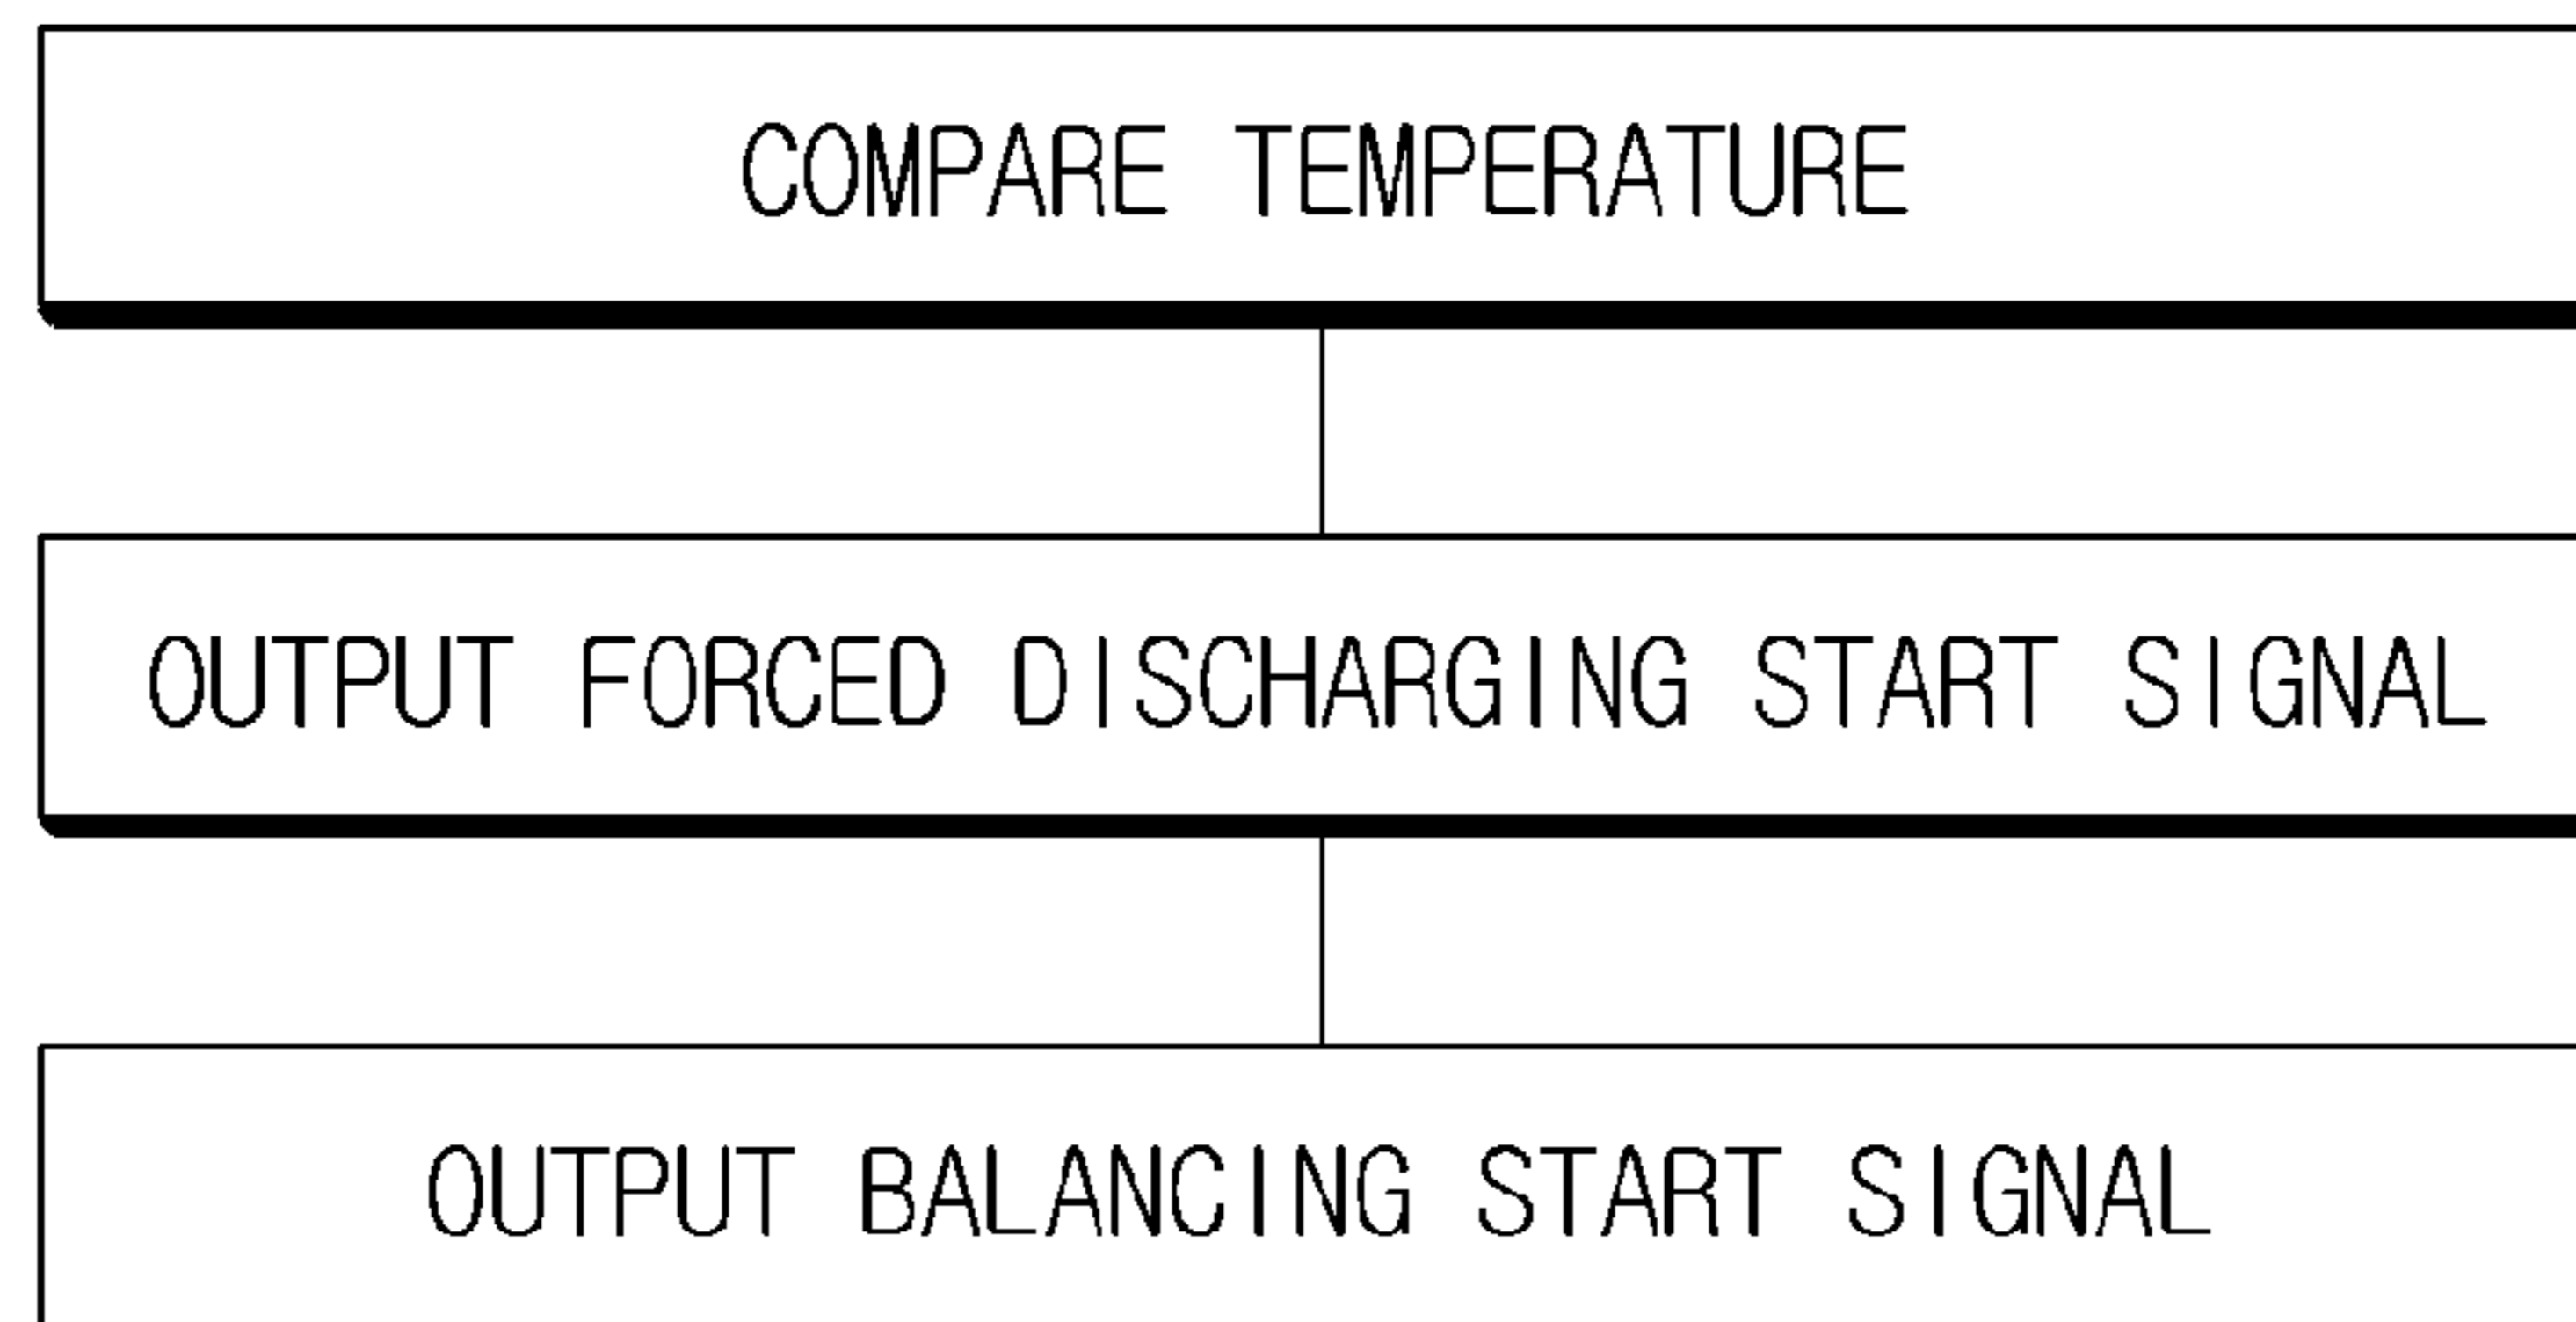 COMPARE TEMPERATURE
OUTPUT FORCED DISCHARGING START SIGNAL
OUTPUT BALANCING START SIGNAL